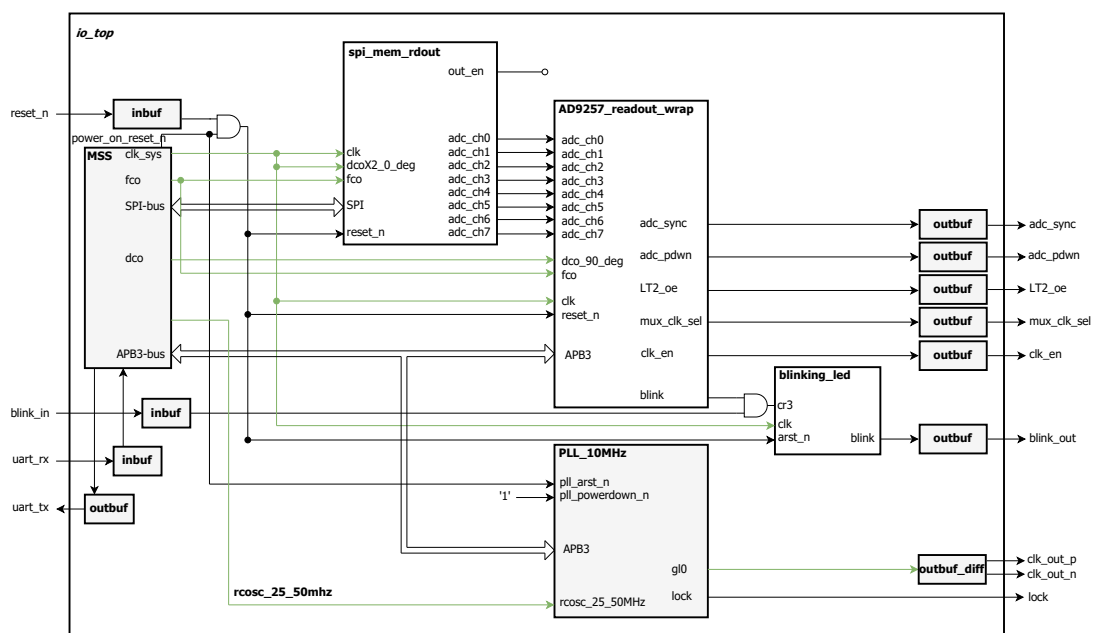 io_top
spi_mem_rdout
out_en
adc_ch0
adc_ch1
adc_ch2
adc_ch3
adc_ch4
adc_ch5
adc_ch6
adc_ch7
clk
dcoX2_0_deg
fco
SPI
reset_n
reset_n
inbuf
power_on_reset_n
MSS
clk_sys
fco
SPI-bus
dco
APB3-bus
AD9257_readout_wrap
adc_ch0
adc_ch1
adc_ch2
adc_ch3
adc_ch4
adc_ch5
adc_ch6
adc_ch7
dco_90_deg
fco
clk
reset_n
APB3
adc_sync
adc_pdwn
LT2_oe
mux_clk_sel
clk_en
blink
outbuf
adc_sync
outbuf
adc_pdwn
outbuf
LT2_oe
outbuf
mux_clk_sel
outbuf
clk_en
blinking_led
cr3
clk
arst_n
blink
outbuf
blink_out
blink_in
inbuf
uart_rx
inbuf
uart_tx
outbuf
PLL_10MHz
pll_arst_n
'1'
pll_powerdown_n
APB3
gl0
lock
rcosc_25_50MHz
rcosc_25_50mhz
outbuf_diff
clk_out_p
clk_out_n
lock